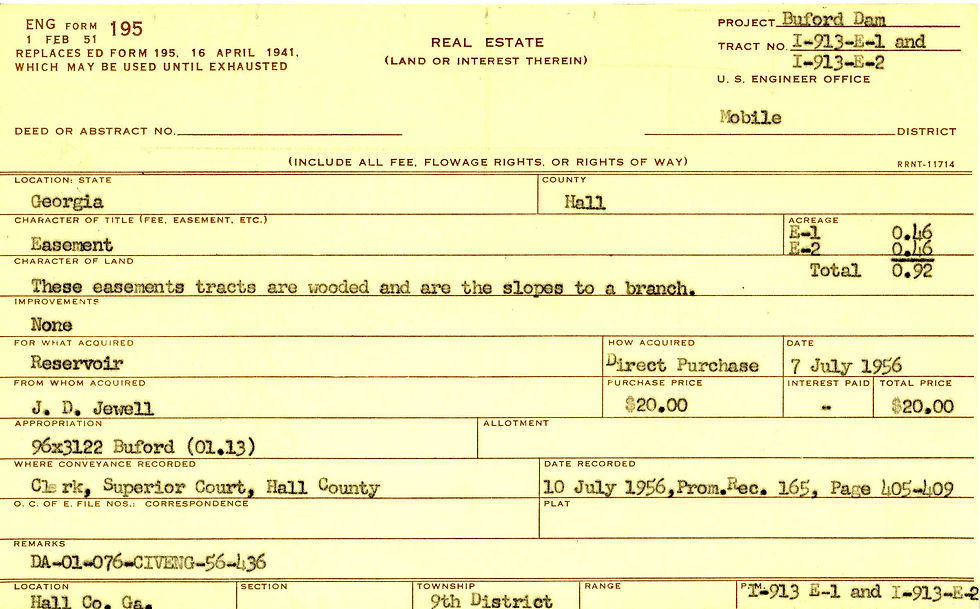 ENG FORM 195
1 FEB 51
REPLACES ED FORM 195, 16 APRIL 1941,
WHICH MAY BE USED UNTIL EXHAUSTED
REAL ESTATE
(LAND OR INTEREST THEREIN)
PROJECT Buford Dam
TRACT NO. I-913-E-1 and
I-913-E-2
U. S. ENGINEER OFFICE
Mobile
DEED OR ABSTRACT NO.
DISTRICT
(INCLUDE ALL FEE, FLOWAGE RIGHTS, OR RIGHTS OF WAY)
RRNT-11714
LOCATION: STATE
Georgia
COUNTY
Hall
CHARACTER OF TITLE (FEE, EASEMENT, ETC.)
Easement
ACREAGE
E-1 0.46
E-2 0.46
Total 0.92
CHARACTER OF LAND
These easements tracts are wooded and are the slopes to a branch.
IMPROVEMENTS
None
FOR WHAT ACQUIRED
Reservoir
HOW ACQUIRED
Direct Purchase
DATE
7 July 1956
FROM WHOM ACQUIRED
J. D. Jewell
PURCHASE PRICE
$20.00
INTEREST PAID
-
TOTAL PRICE
$20.00
APPROPRIATION
96x3122 Buford (01.13)
ALLOTMENT
WHERE CONVEYANCE RECORDED
Clerk, Superior Court, Hall County
DATE RECORDED
10 July 1956,Prom.Rec. 165, Page 405-409
O. C. OF E. FILE NOS.: CORRESPONDENCE
PLAT
REMARKS
DA-01-076-CIVENG-56-436
LOCATION
Hall Co. Ga.
SECTION
TOWNSHIP
9th District
RANGE
I-913 E-1 and I-913-E-2